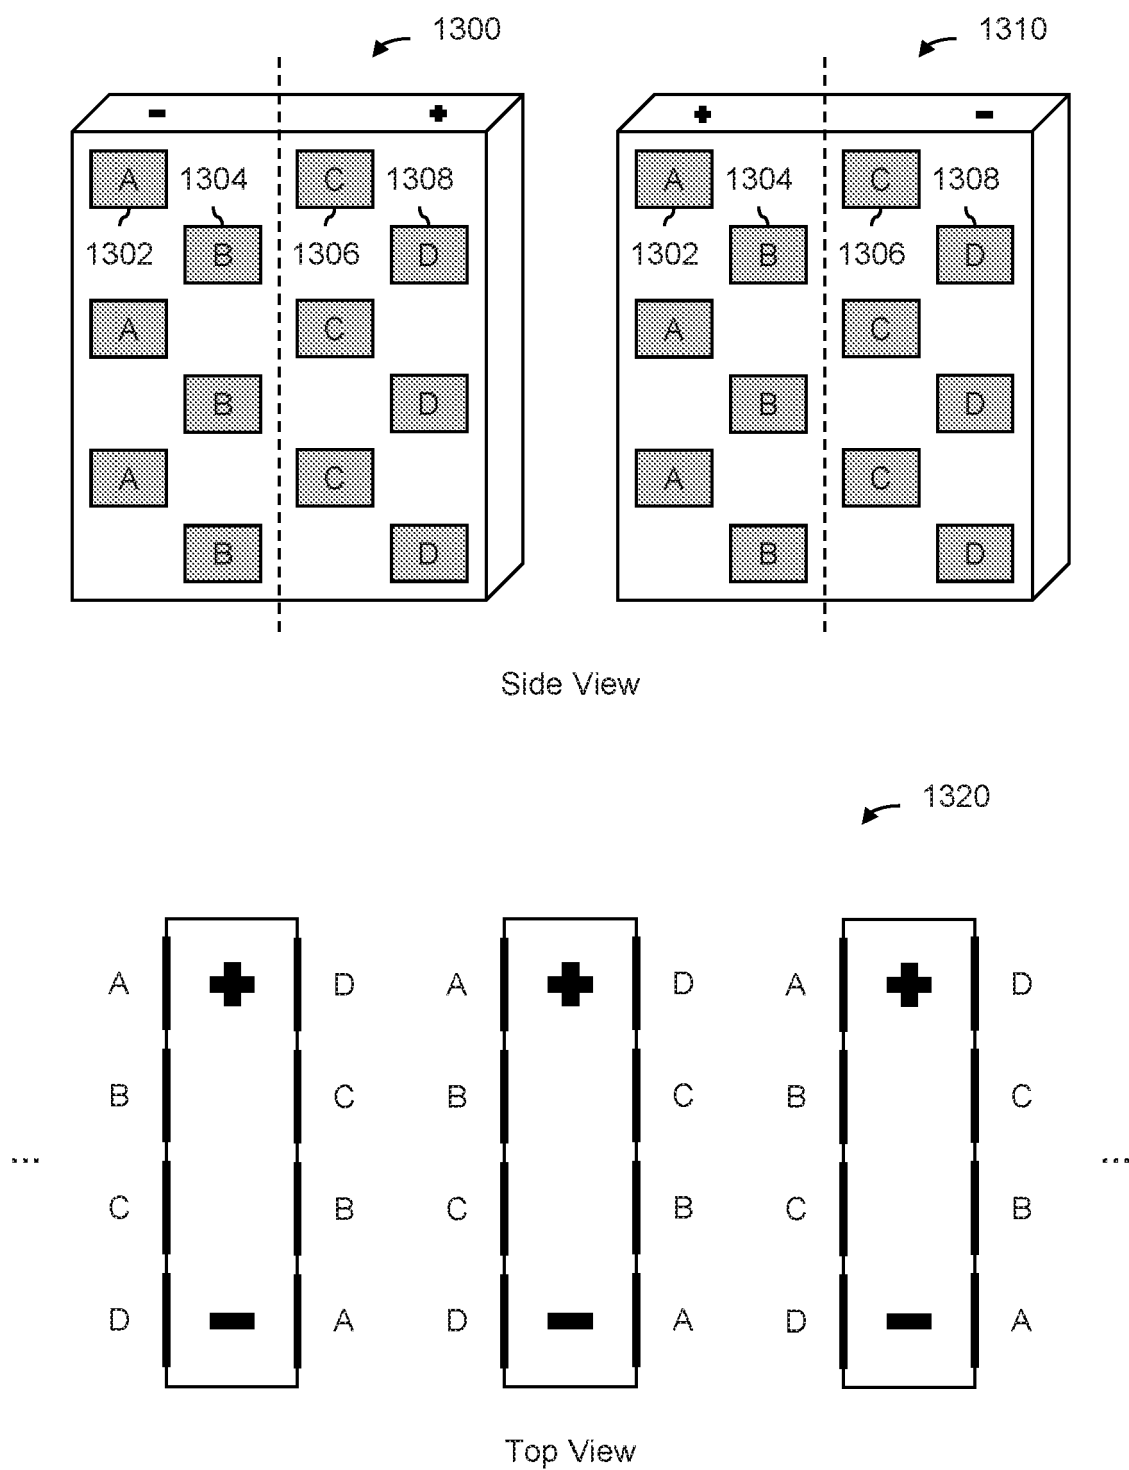 1300 1310
- + + -
A 1304 C 1308 A 1304 C 1308
1302 B 1306 D 1302 B 1306 D
A C A C
B D B D
A C A C
B D B D
Side View
1320
A + D A + D A + D
B C B C B C
... C B C B C B ...
D - A D - A D - A
Top View